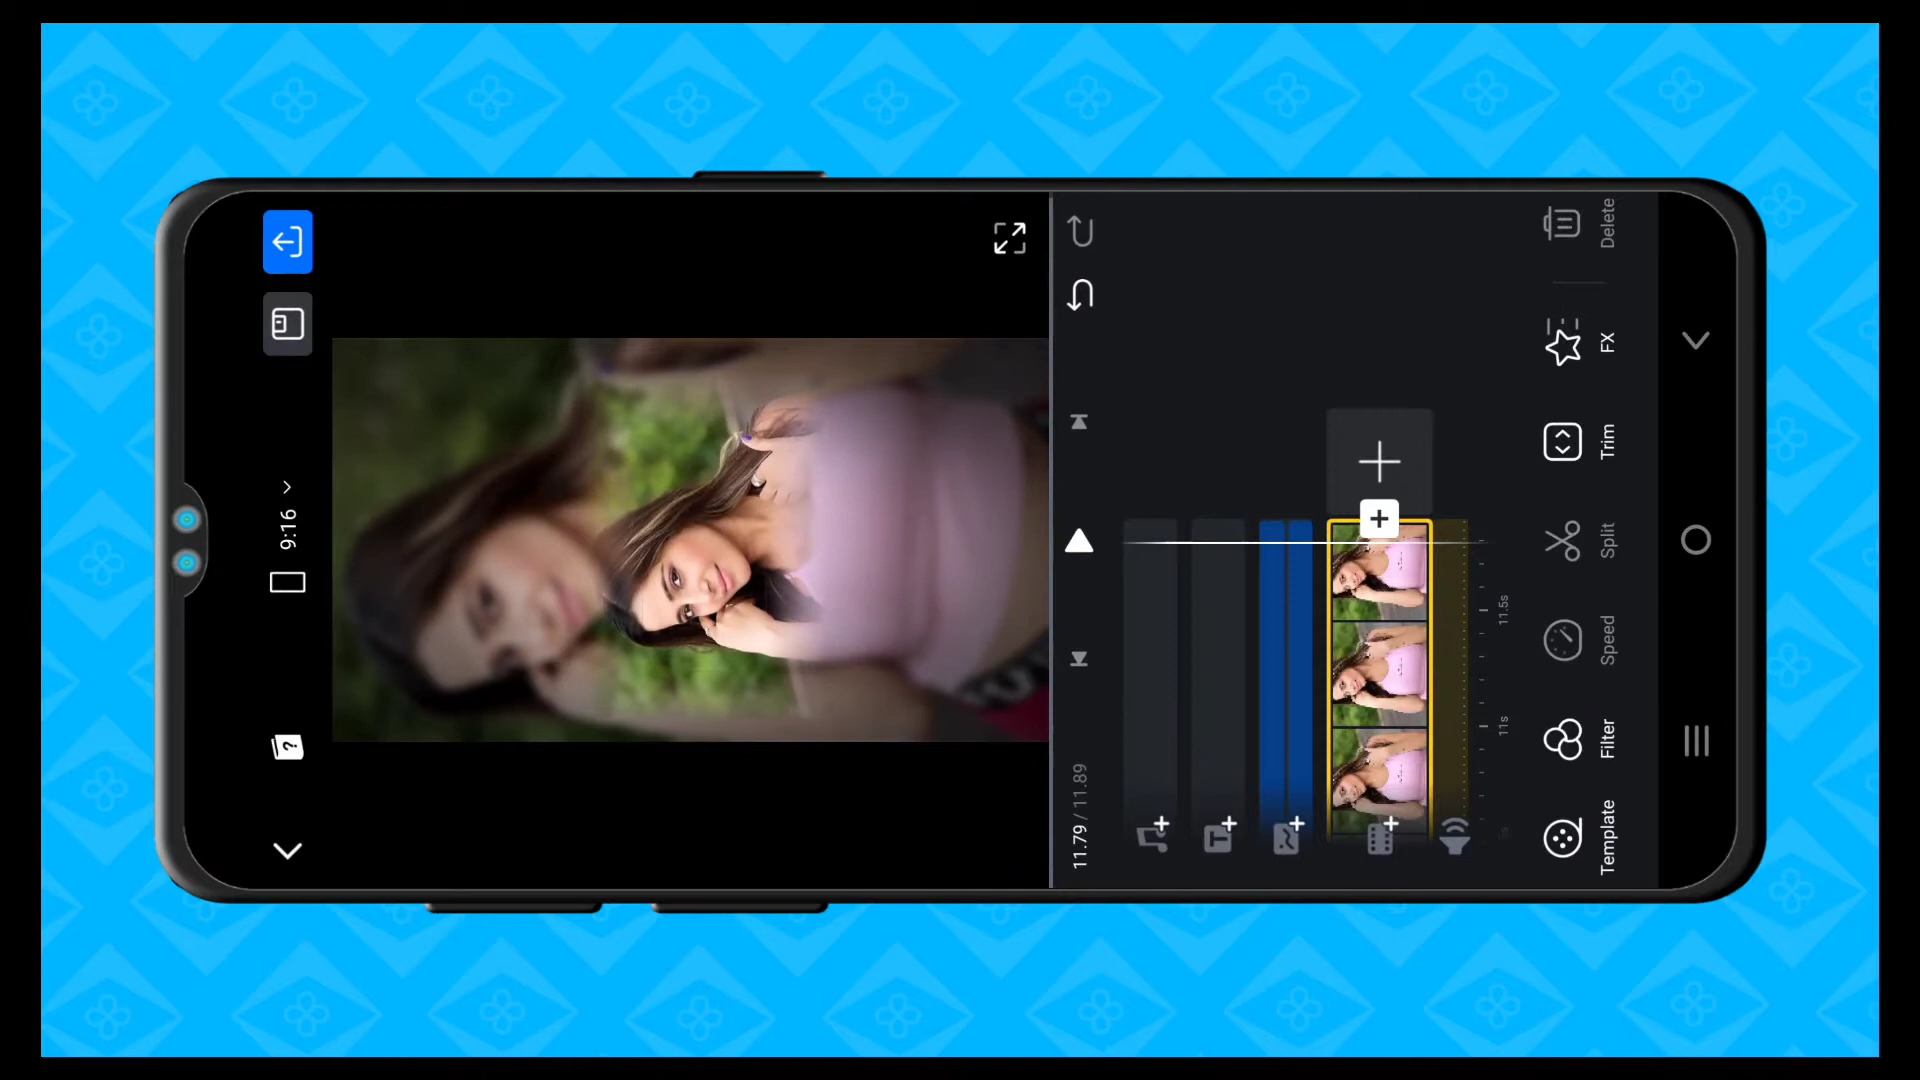 9:16
?
11.79 / 11.89
T
11s
11.5s
Template
Filter
Speed
Split
Trim
FX
Delete